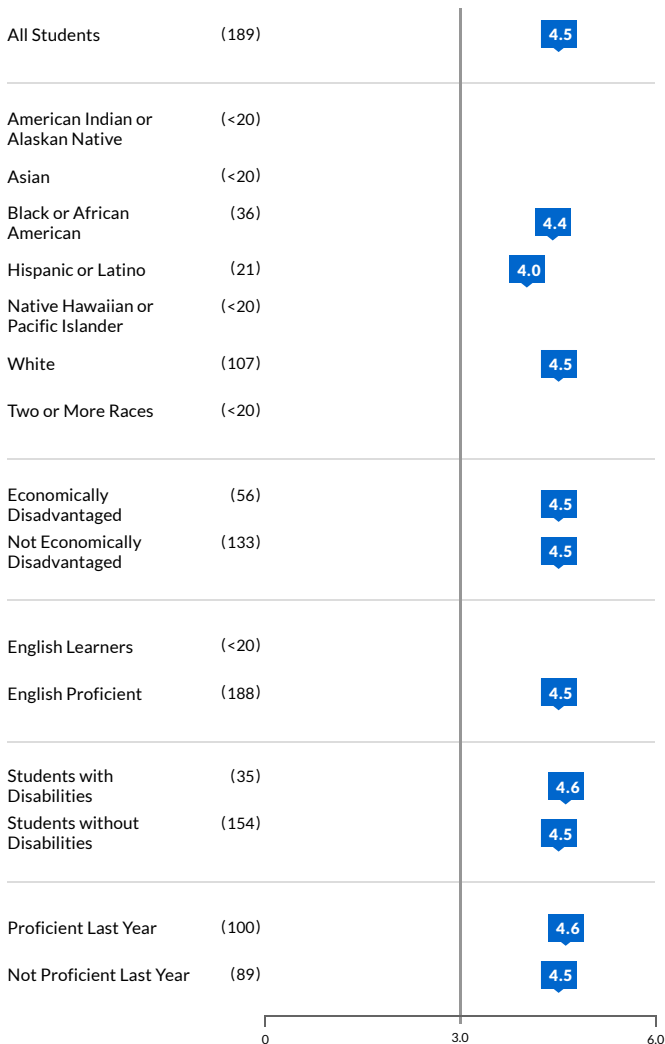 All Students (189) 4.5
American Indian or (<20)
Alaskan Native
Asian (<20)
Black or African (36) 4.4
American
Hispanic or Latino (21) 4.0
Native Hawaiian or (<20)
Pacific Islander
White (107) 4.5
Two or More Races (<20)
Economically (56) 4.5
Disadvantaged
Not Economically (133) 4.5
Disadvantaged
English Learners (<20)
English Proficient (188) 4.5
Students with (35) 4.6
Disabilities
Students without (154) 4.5
Disabilities
Proficient Last Year (100) 4.6
Not Proficient Last Year (89) 4.5
0 3.0 6.0